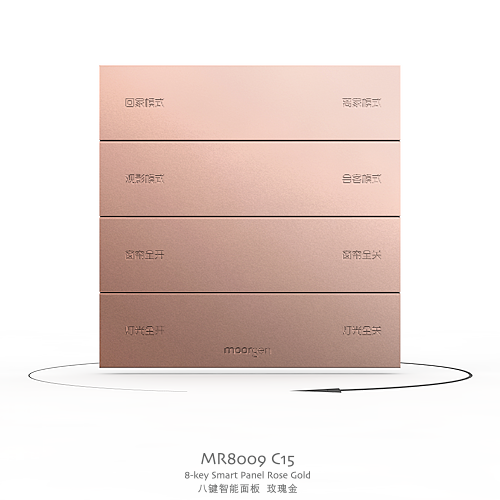 回家模式 离家模式
观影模式 会客模式
窗帘全开 窗帘全关
灯光全开 灯光全关
moorgen
MR8009 C15
8-key Smart Panel Rose Gold
八键智能面板 玫瑰金